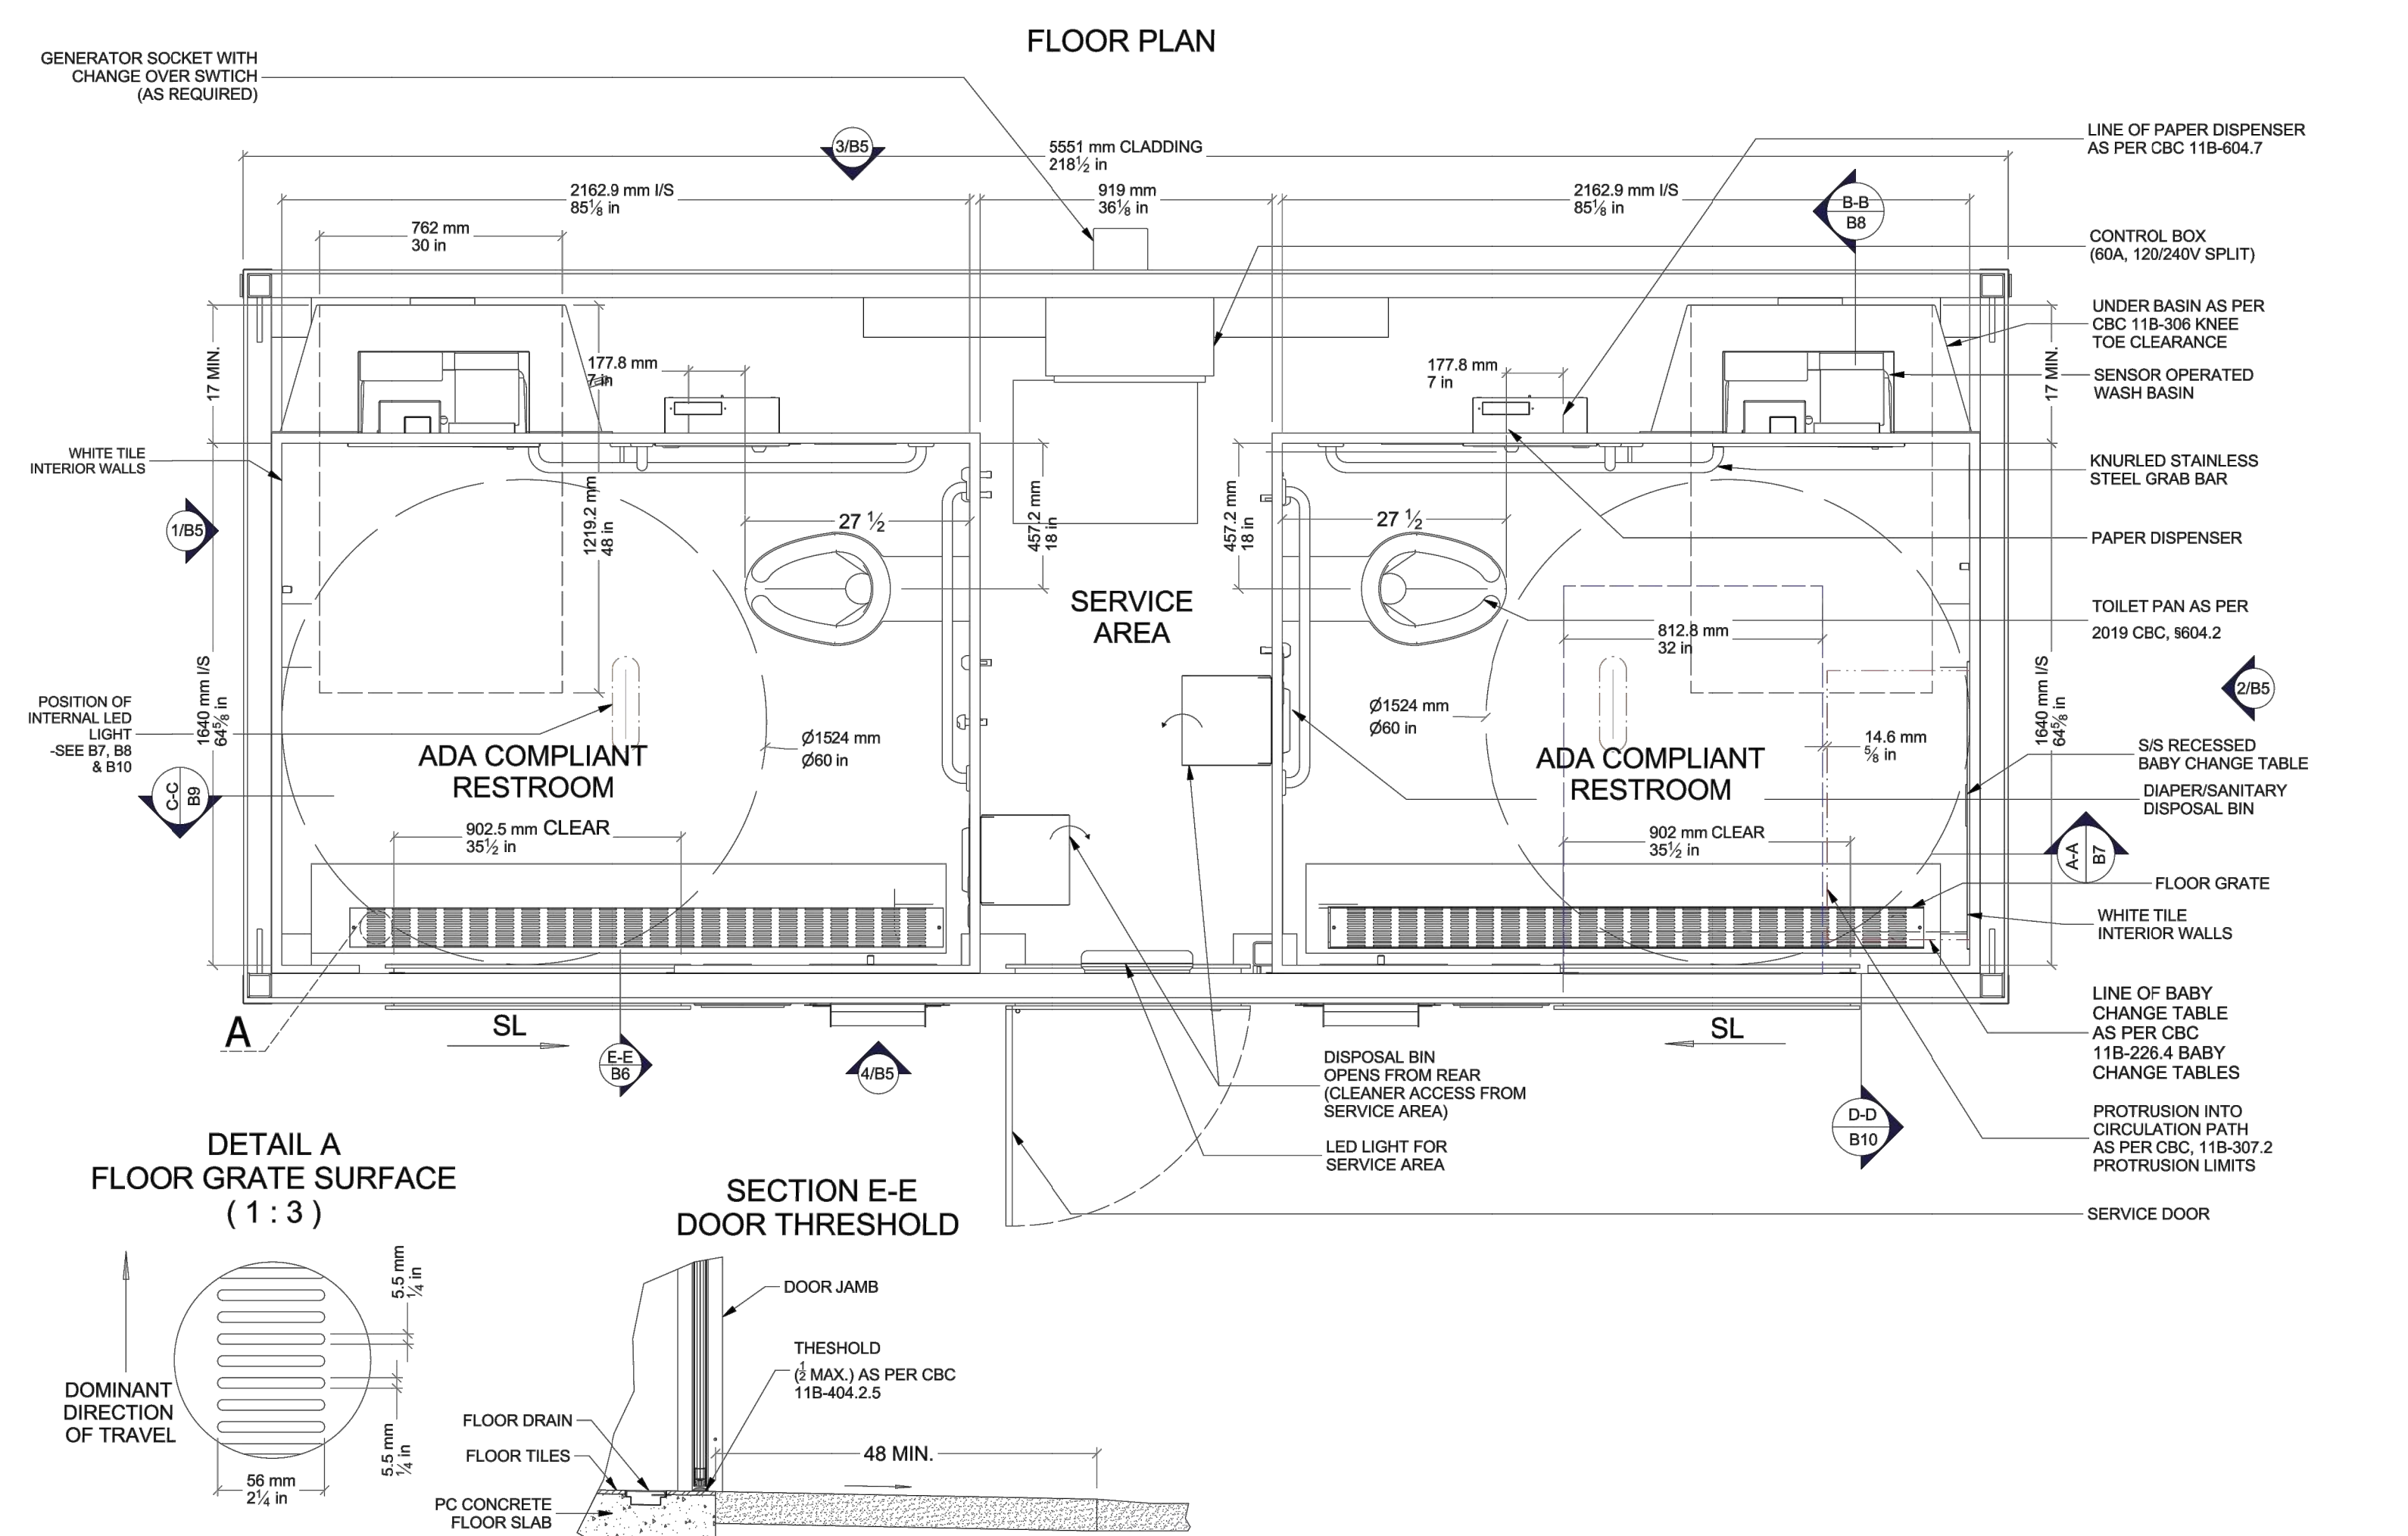 FLOOR PLAN
GENERATOR SOCKET WITH
CHANGE OVER SWTICH
(AS REQUIRED)
3/B5
5551 mm CLADDING
218½ in
LINE OF PAPER DISPENSER
AS PER CBC 11B-604.7
2162.9 mm I/S
85⅛ in
919 mm
36⅛ in
2162.9 mm I/S
85⅛ in
B-B
B8
762 mm
30 in
CONTROL BOX
(60A, 120/240V SPLIT)
UNDER BASIN AS PER
CBC 11B-306 KNEE
TOE CLEARANCE
17 MIN.
177.8 mm
7 in
177.8 mm
7 in
17 MIN.
SENSOR OPERATED
WASH BASIN
WHITE TILE
INTERIOR WALLS
KNURLED STAINLESS
STEEL GRAB BAR
1/B5
1219.2 mm
48 in
27 ½
457.2 mm
18 in
457.2 mm
18 in
27 ½
PAPER DISPENSER
SERVICE
AREA
TOILET PAN AS PER
2019 CBC, §604.2
812.8 mm
32 in
2/B5
POSITION OF
INTERNAL LED
LIGHT
-SEE B7, B8
& B10
1640 mm I/S
64⅝ in
Ø1524 mm
Ø60 in
Ø1524 mm
Ø60 in
14.6 mm
⅝ in
1640 mm I/S
64⅝ in
ADA COMPLIANT
RESTROOM
ADA COMPLIANT
RESTROOM
S/S RECESSED
BABY CHANGE TABLE
DIAPER/SANITARY
DISPOSAL BIN
C-C
B9
902.5 mm CLEAR
35½ in
902 mm CLEAR
35½ in
A-A
B7
FLOOR GRATE
WHITE TILE
INTERIOR WALLS
A
SL
E-E
B6
4/B5
SL
LINE OF BABY
CHANGE TABLE
AS PER CBC
11B-226.4 BABY
CHANGE TABLES
DISPOSAL BIN
OPENS FROM REAR
(CLEANER ACCESS FROM
SERVICE AREA)
D-D
B10
PROTRUSION INTO
CIRCULATION PATH
AS PER CBC, 11B-307.2
PROTRUSION LIMITS
LED LIGHT FOR
SERVICE AREA
SERVICE DOOR
DETAIL A
FLOOR GRATE SURFACE
( 1 : 3 )
5.5 mm
¼ in
DOMINANT
DIRECTION
OF TRAVEL
5.5 mm
¼ in
56 mm
2¼ in
SECTION E-E
DOOR THRESHOLD
DOOR JAMB
THESHOLD
(½ MAX.) AS PER CBC
11B-404.2.5
FLOOR DRAIN
FLOOR TILES
48 MIN.
PC CONCRETE
FLOOR SLAB